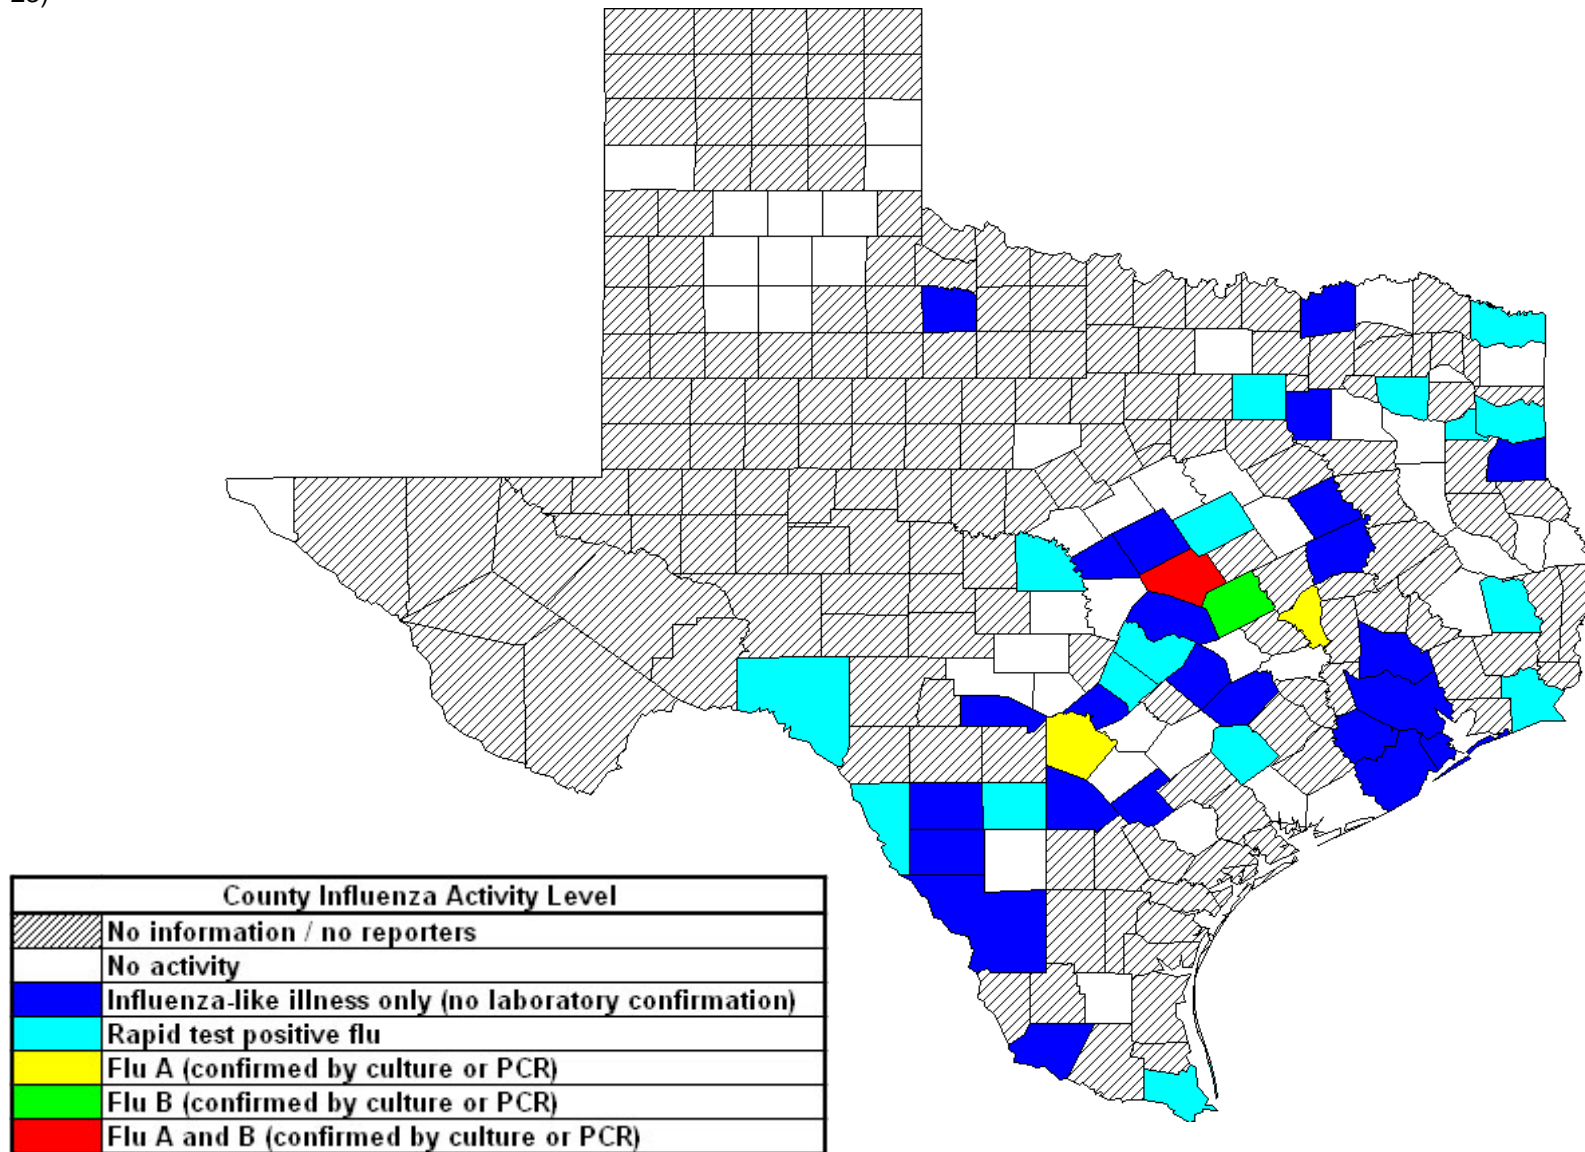 County Influenza Activity Level
No information / no reporters
No activity
Influenza-like illness only (no laboratory confirmation)
Rapid test positive flu
Flu A (confirmed by culture or PCR)
Flu B (confirmed by culture or PCR)
Flu A and B (confirmed by culture or PCR)